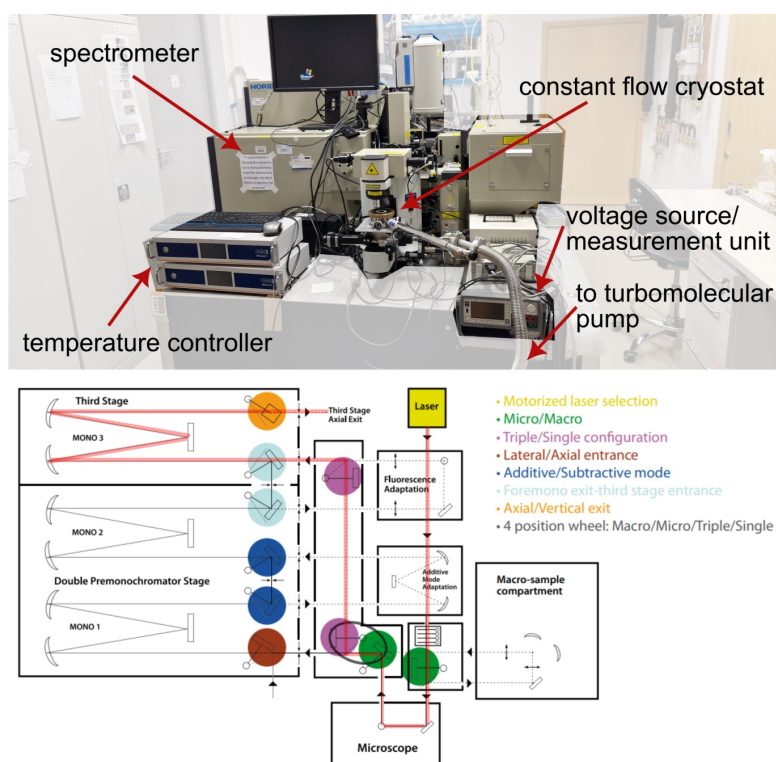 spectrometer
constant flow cryostat
voltage source/
measurement unit
to turbomolecular
pump
temperature controller
Third Stage
MONO 3
Third Stage
Axial Exit
Laser
• Motorized laser selection
• Micro/Macro
• Triple/Single configuration
• Lateral/Axial entrance
• Additive/Subtractive mode
• Foremono exit-third stage entrance
• Axial/Vertical exit
• 4 position wheel: Macro/Micro/Triple/Single
Fluorescence
Adaptation
MONO 2
Double Premonochromator Stage
Additive
Mode
Adaptation
MONO 1
Macro-sample
compartment
Microscope